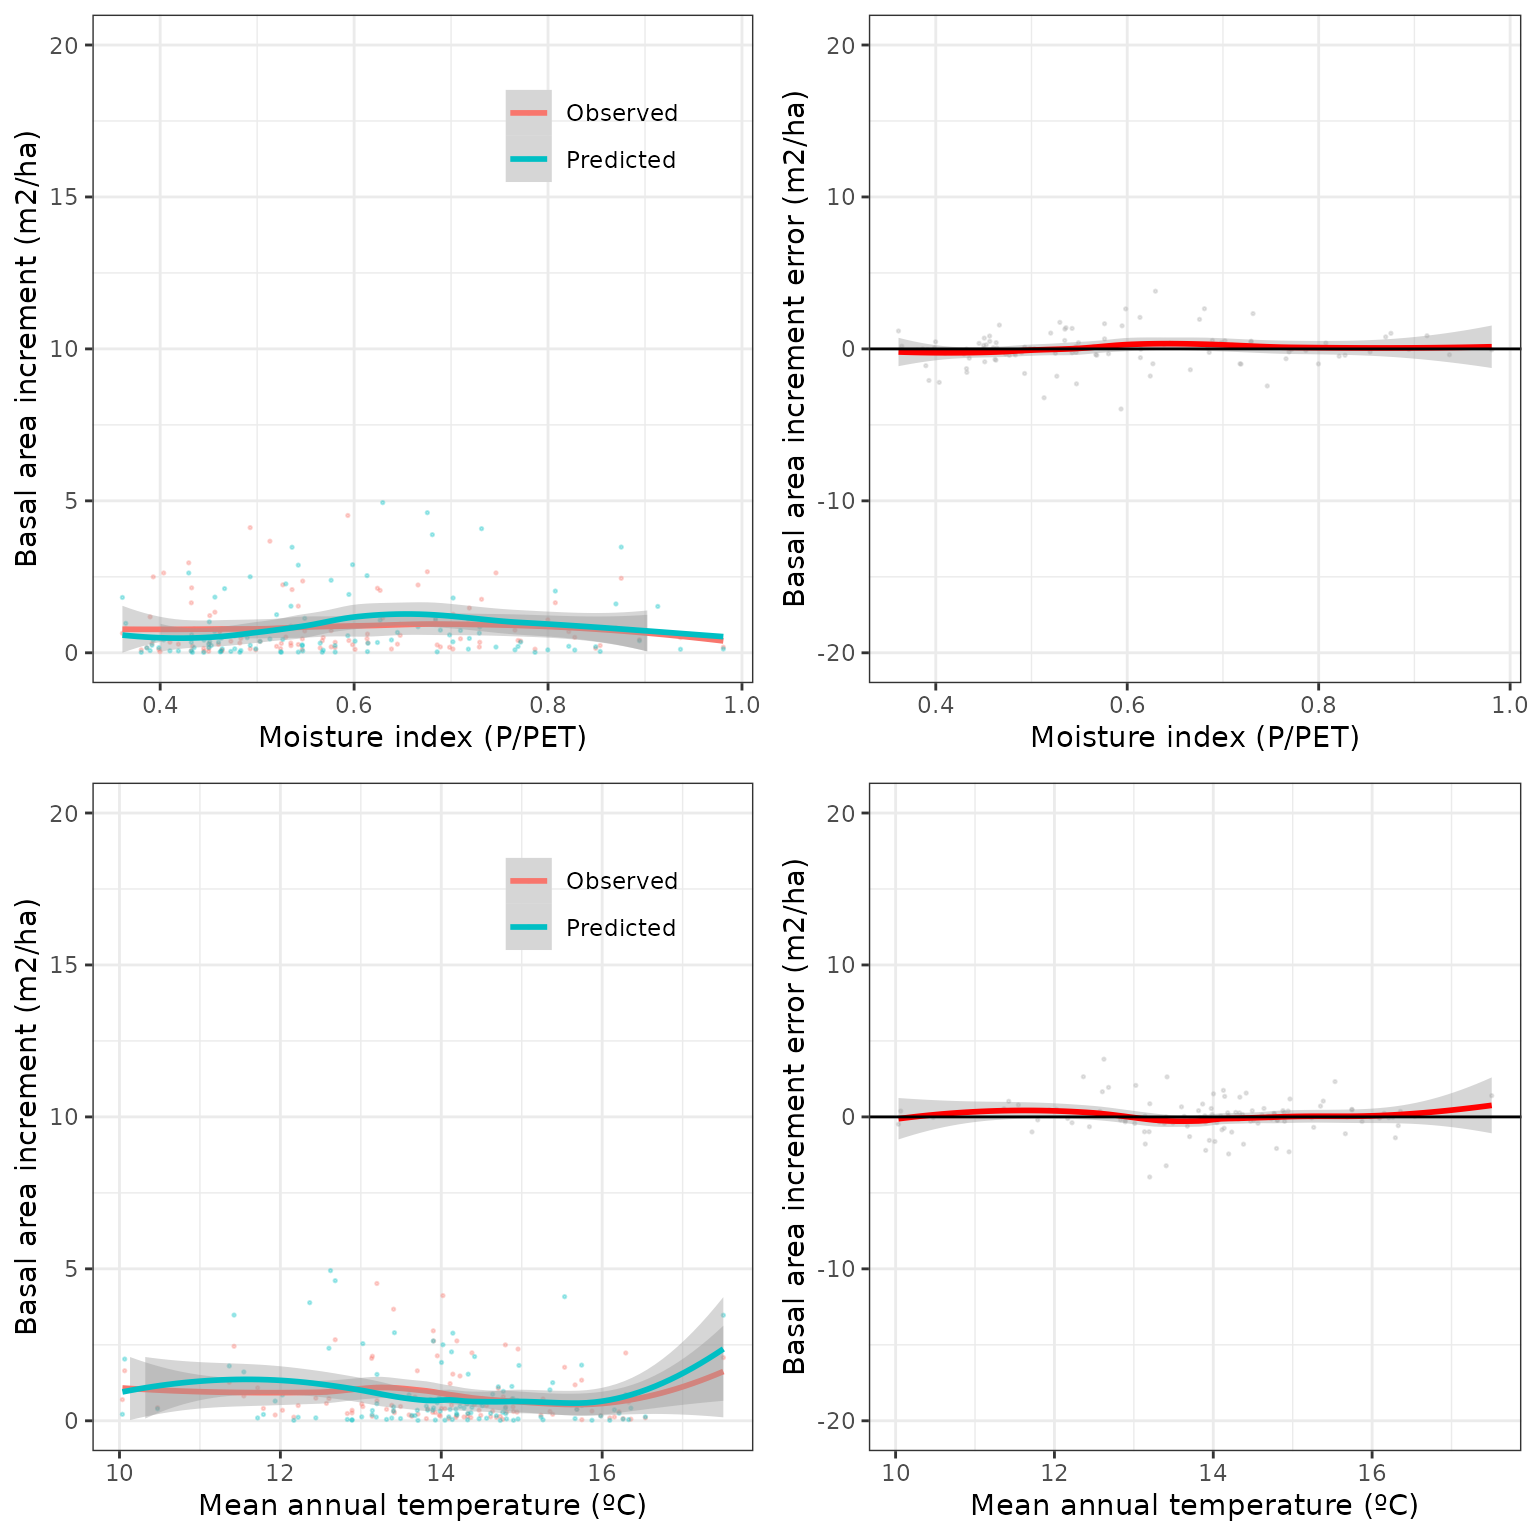 Basal area increment (m2/ha)
20
15
10
5
0
Observed
Predicted
0.4 0.6 0.8 1.0
Moisture index (P/PET)
Basal area increment error (m2/ha)
20
10
0
-10
-20
0.4 0.6 0.8 1.0
Moisture index (P/PET)
Basal area increment (m2/ha)
20
15
10
5
0
Observed
Predicted
10 12 14 16
Mean annual temperature (ºC)
Basal area increment error (m2/ha)
20
10
0
-10
-20
10 12 14 16
Mean annual temperature (ºC)